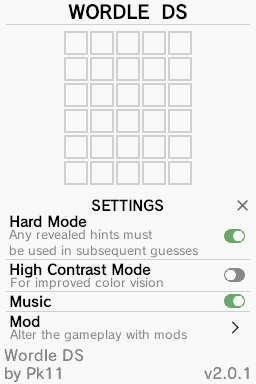 WORDLE DS
SETTINGS
Hard Mode
Any revealed hints must
be used in subsequent guesses
High Contrast Mode
For improved color vision
Music
Mod
Alter the gameplay with mods
Wordle DS
by Pk11 v2.0.1